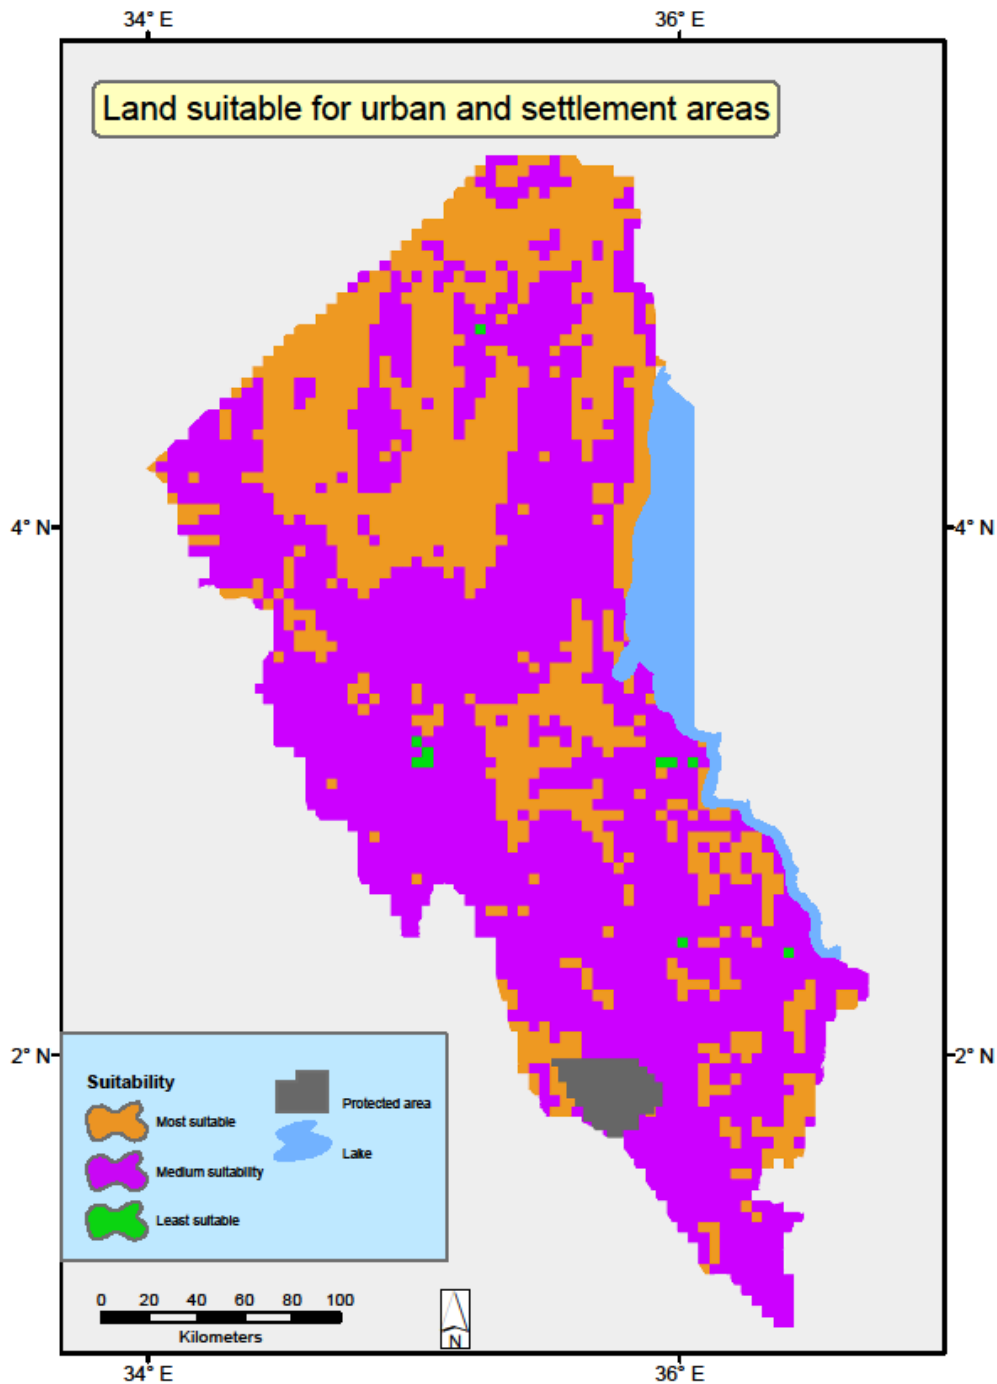 34° E
36° E
Land suitable for urban and settlement areas
4° N
4° N
2° N
2° N
Suitability
Most suitable
Medium suitability
Least suitable
Protected area
Lake
0 20 40 60 80 100
Kilometers
N
34° E
36° E